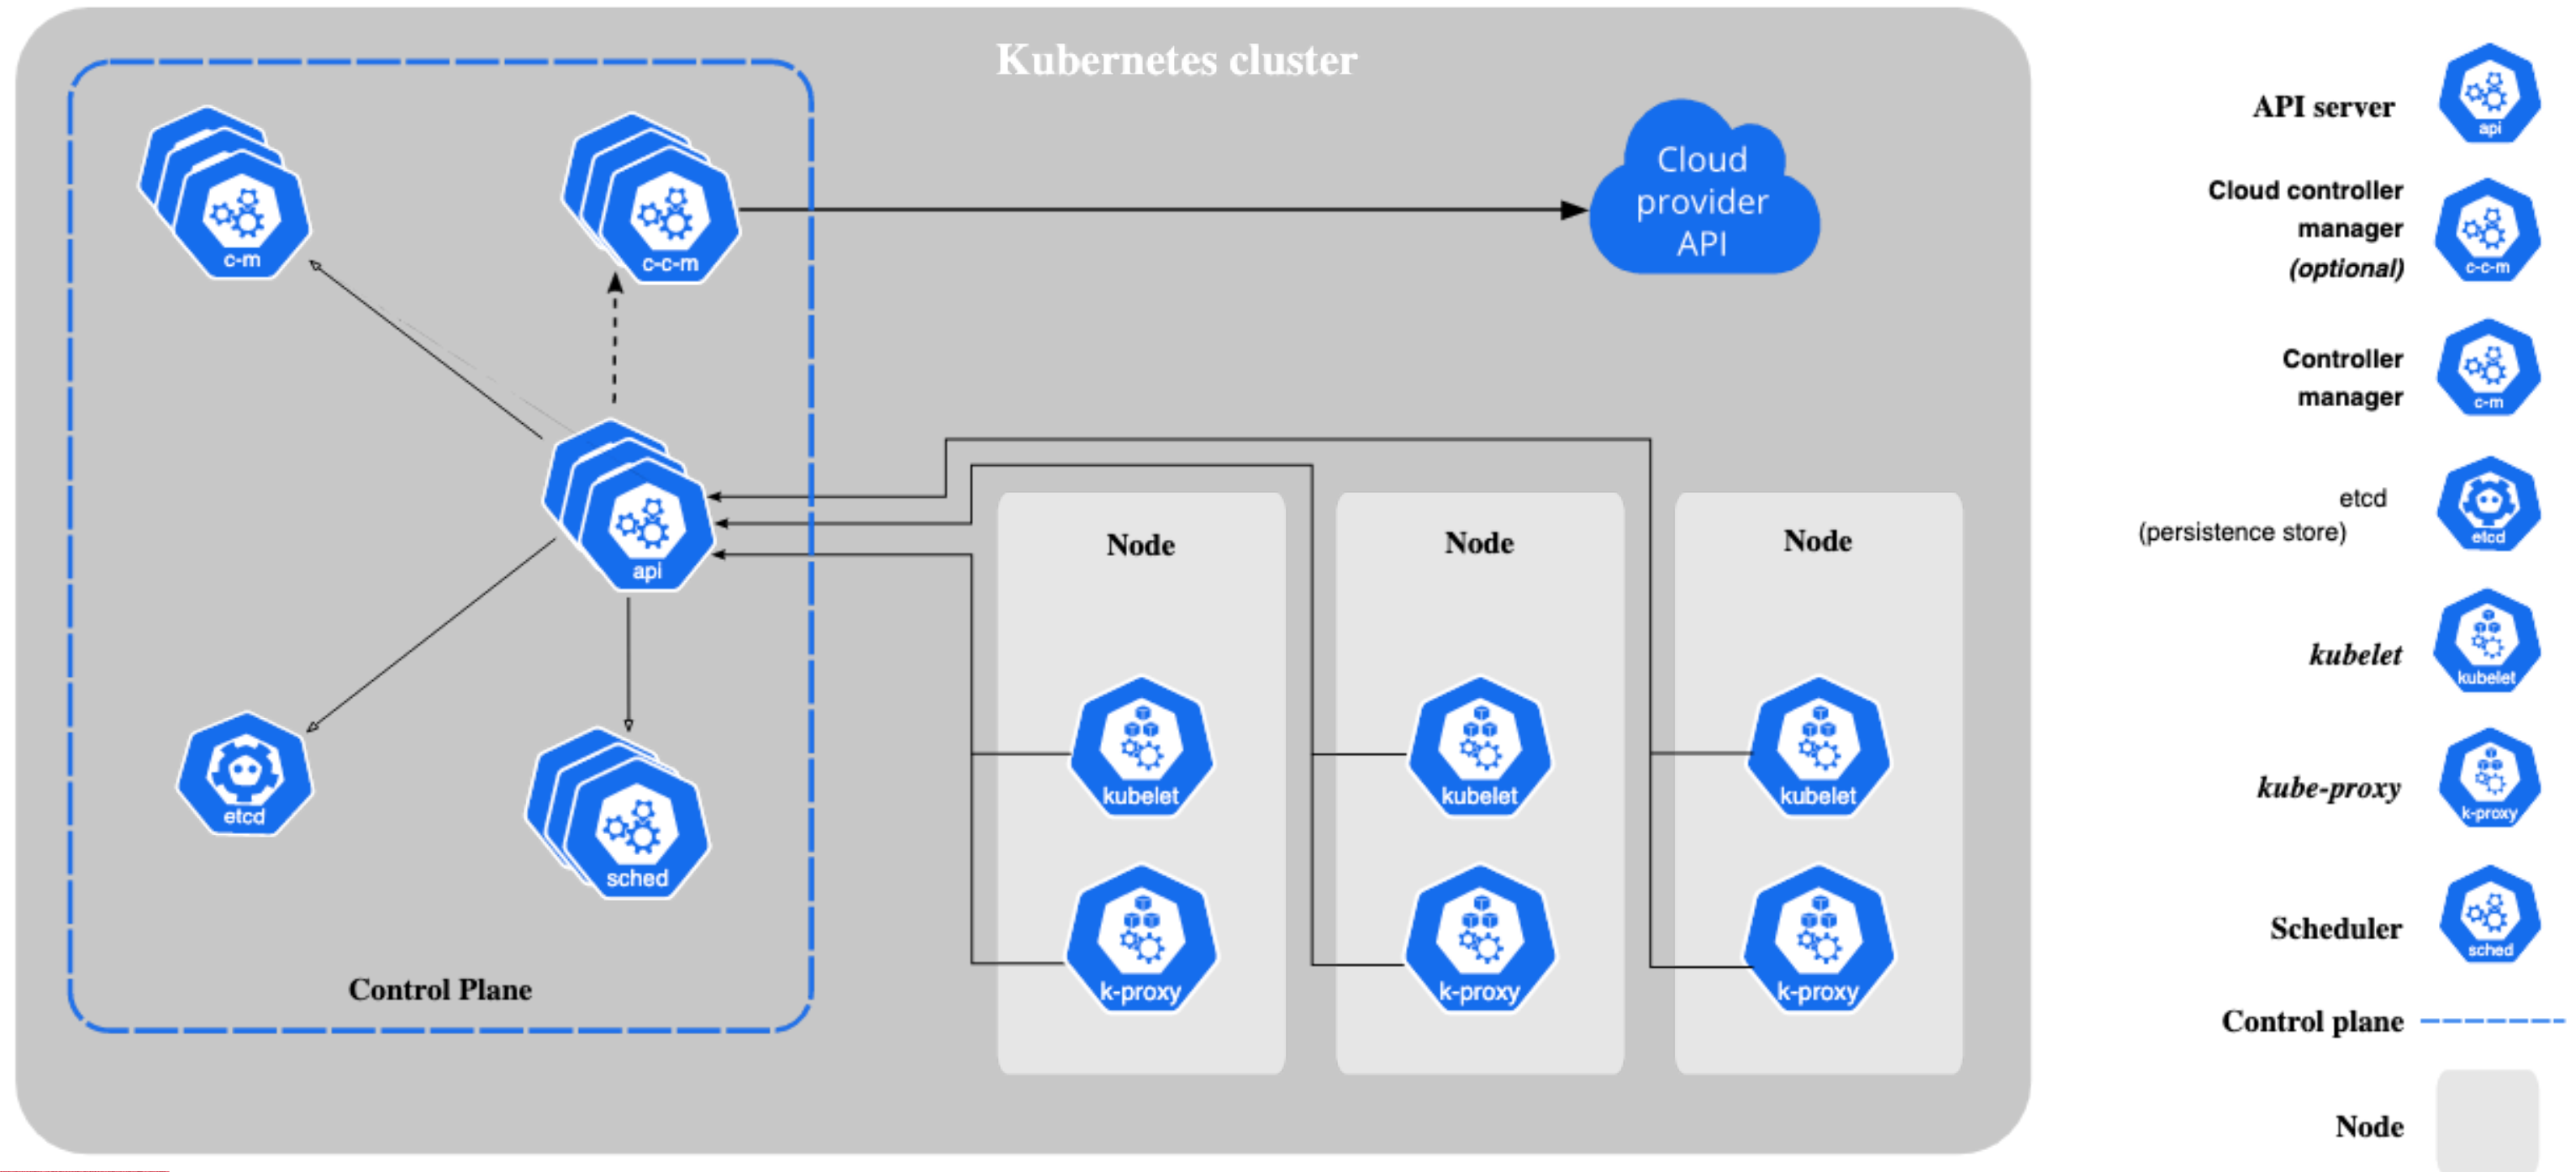 Kubernetes cluster
c-m
c-c-m
Cloud
provider
API
api
etcd
sched
Control Plane
Node
kubelet
k-proxy
Node
kubelet
k-proxy
Node
kubelet
k-proxy
API server
api
Cloud controller
manager
(optional)
c-c-m
Controller
manager
c-m
etcd
(persistence store)
etcd
kubelet
kubelet
kube-proxy
k-proxy
Scheduler
sched
Control plane
Node